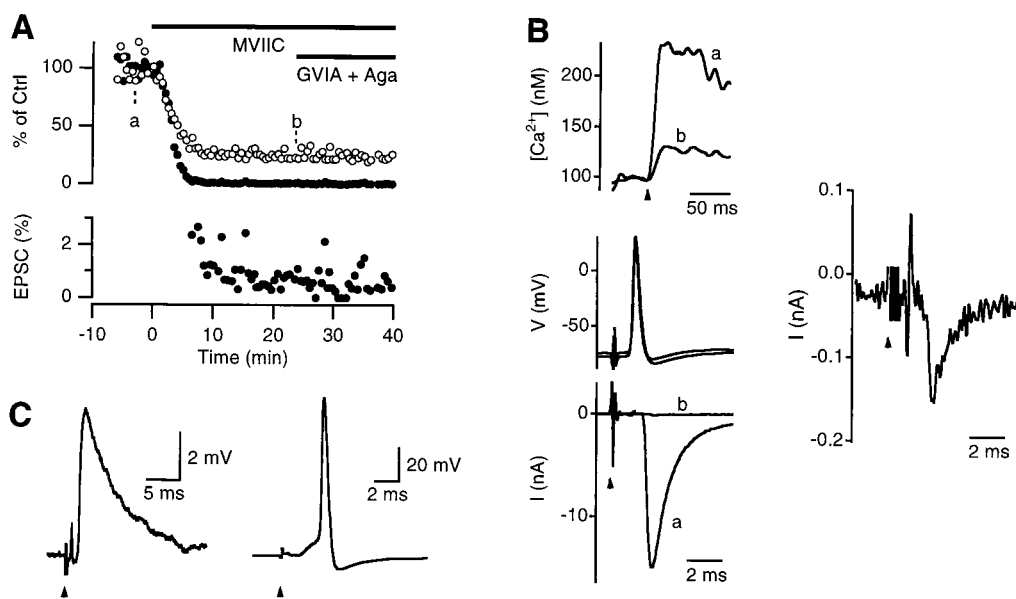 A
MVIIC
GVIA + Aga
% of Ctrl
100
50
0
a
b
EPSC (%)
2
0
-10
0
10
20
30
40
Time (min)
B
[Ca2+] (nM)
200
150
100
a
b
50 ms
V (mV)
0
-50
I (nA)
0
-10
b
a
2 ms
I (nA)
0.1
0.0
-0.1
-0.2
2 ms
C
2 mV
5 ms
20 mV
2 ms